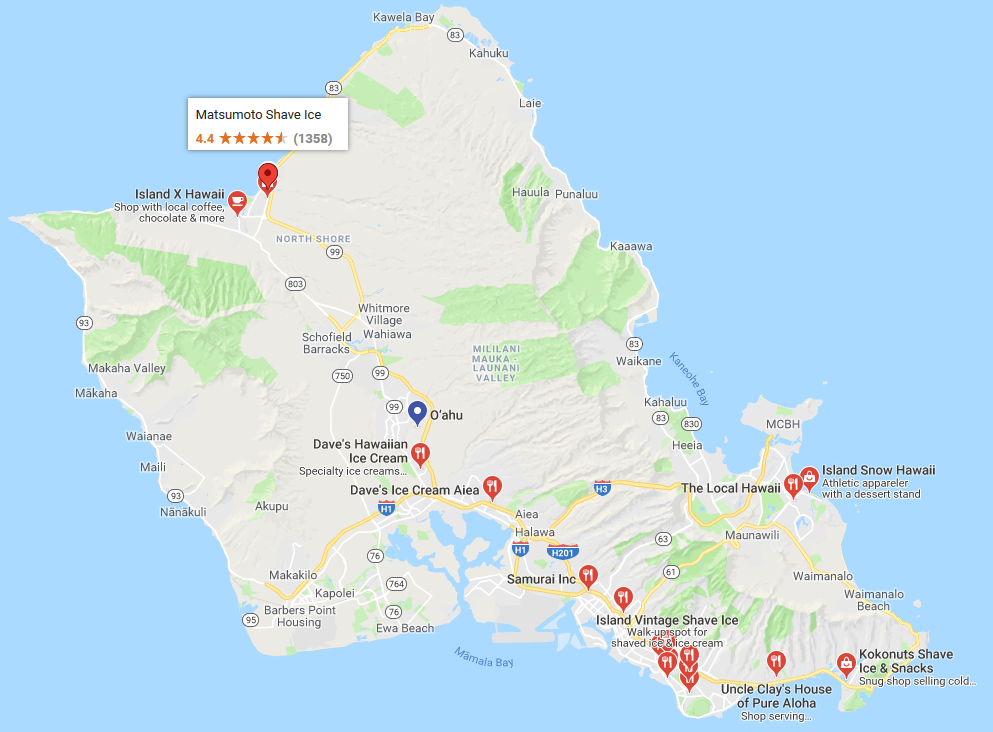 Kawela Bay
83
Kahuku
83
Laie
Matsumoto Shave Ice
4.4 (1358)
Island X Hawaii
Shop with local coffee,
chocolate & more
Hauula
Punaluu
NORTH SHORE
99
Kaaawa
803
93
Whitmore
Village
Wahiawa
Schofield
Barracks
83
MILILANI
MAUKA -
LAUNANI
VALLEY
Waikane
Kaneohe Bay
Makaha Valley
750
99
Mākaha
99
O‘ahu
Kahaluu
83
830
MCBH
Waianae
Heeia
Dave's Hawaiian
Ice Cream
Specialty ice creams...
Maili
Island Snow Hawaii
Athletic appareler
with a dessert stand
Dave's Ice Cream Aiea
H3
The Local Hawaii
93
Nānākuli
Akupu
H1
Aiea
Halawa
H1
H201
63
Maunawili
76
Makakilo
764
Samurai Inc
61
Waimanalo
Kapolei
Waimanalo
Beach
Barbers Point
Housing
76
95
Ewa Beach
Island Vintage Shave Ice
Walk-up spot for
shaved ice & ice cream
Māmala Bay
Kokonuts Shave
Ice & Snacks
Snug shop selling cold...
Uncle Clay's House
of Pure Aloha
Shop serving...